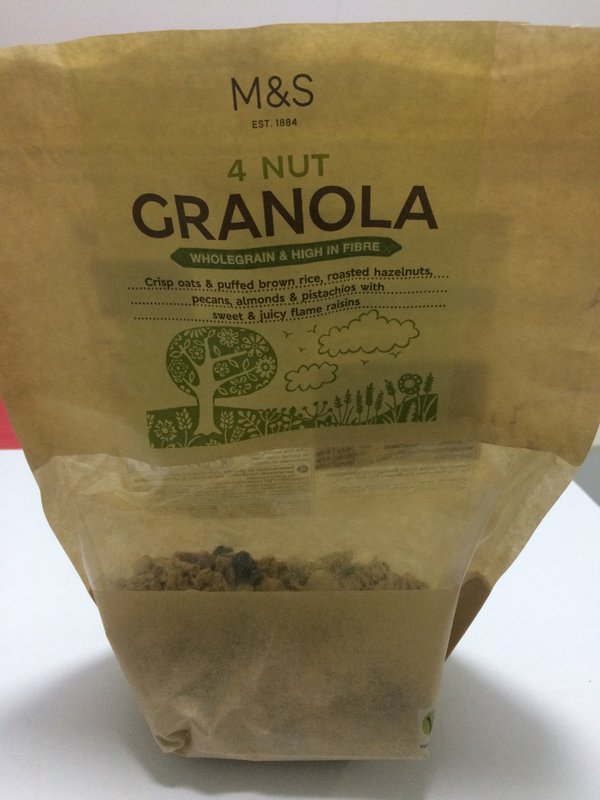 M&S
EST. 1884
4 NUT
GRANOLA
WHOLEGRAIN & HIGH IN FIBRE
Crisp oats & puffed brown rice, roasted hazelnuts,
pecans, almonds & pistachios with
sweet & juicy flame raisins